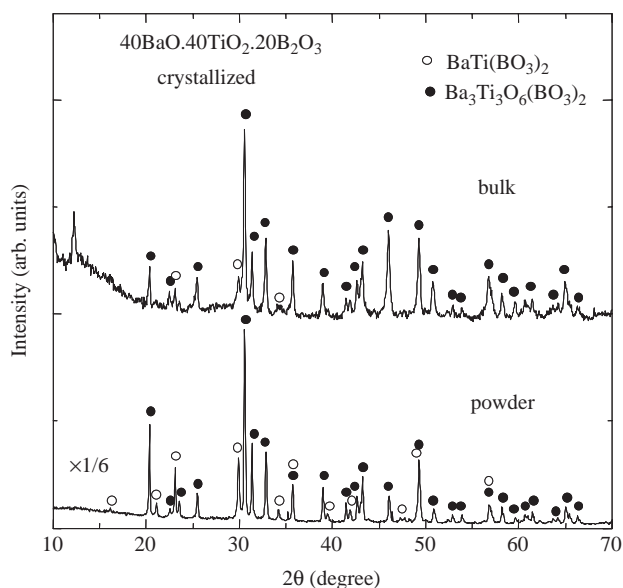 40BaO.40TiO₂.20B₂O₃
crystallized
○ BaTi(BO₃)₂
● Ba₃Ti₃O₆(BO₃)₂
bulk
Intensity (arb. units)
powder
×1/6
10 20 30 40 50 60 70
2θ (degree)